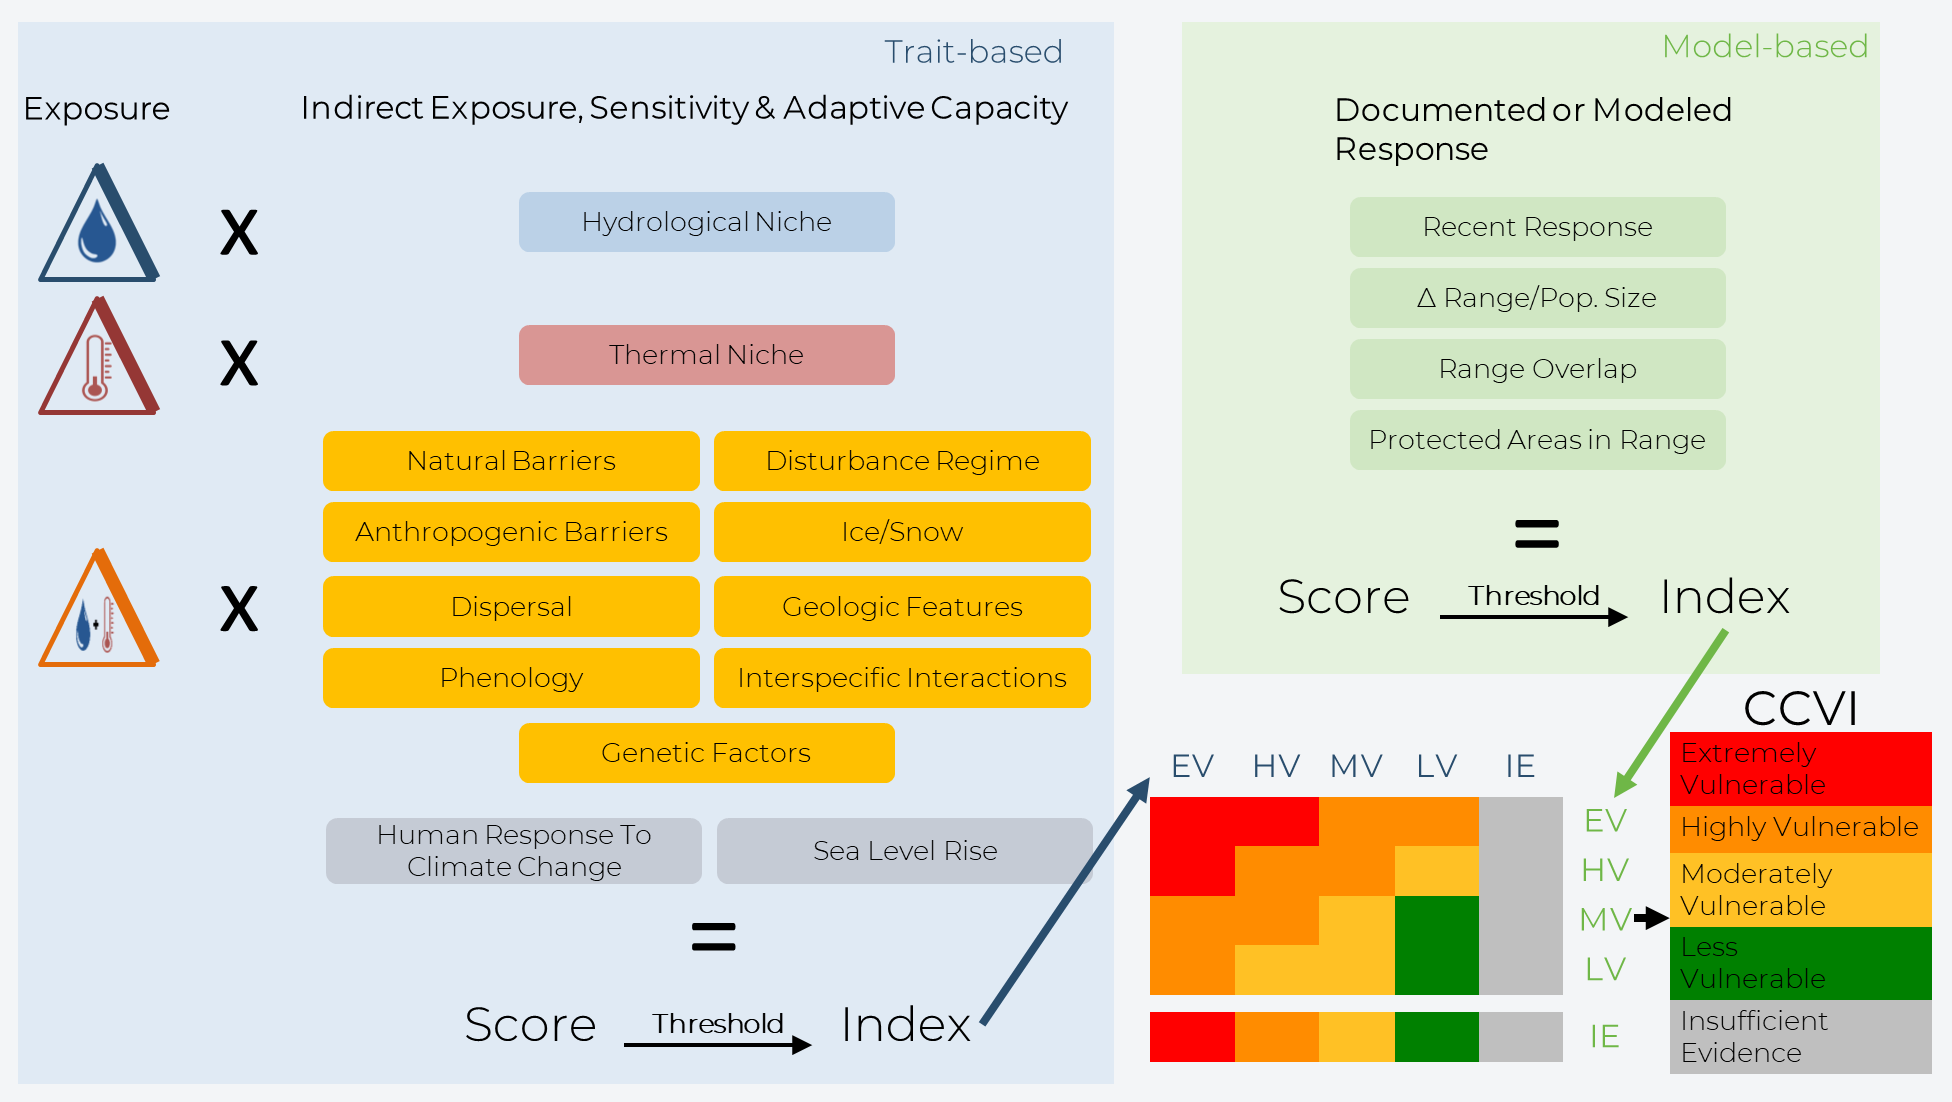 Trait-based
Exposure
Indirect Exposure, Sensitivity & Adaptive Capacity
X
Hydrological Niche
X
Thermal Niche
Natural Barriers
Disturbance Regime
Anthropogenic Barriers
Ice/Snow
X
Dispersal
Geologic Features
Phenology
Interspecific Interactions
Genetic Factors
Human Response To
Climate Change
Sea Level Rise
=
Score
Threshold
Index
Model-based
Documented or Modeled
Response
Recent Response
Δ Range/Pop. Size
Range Overlap
Protected Areas in Range
=
Score
Threshold
Index
EV HV MV LV IE
EV
HV
MV
LV
IE
CCVI
Extremely
Vulnerable
Highly Vulnerable
Moderately
Vulnerable
Less
Vulnerable
Insufficient
Evidence